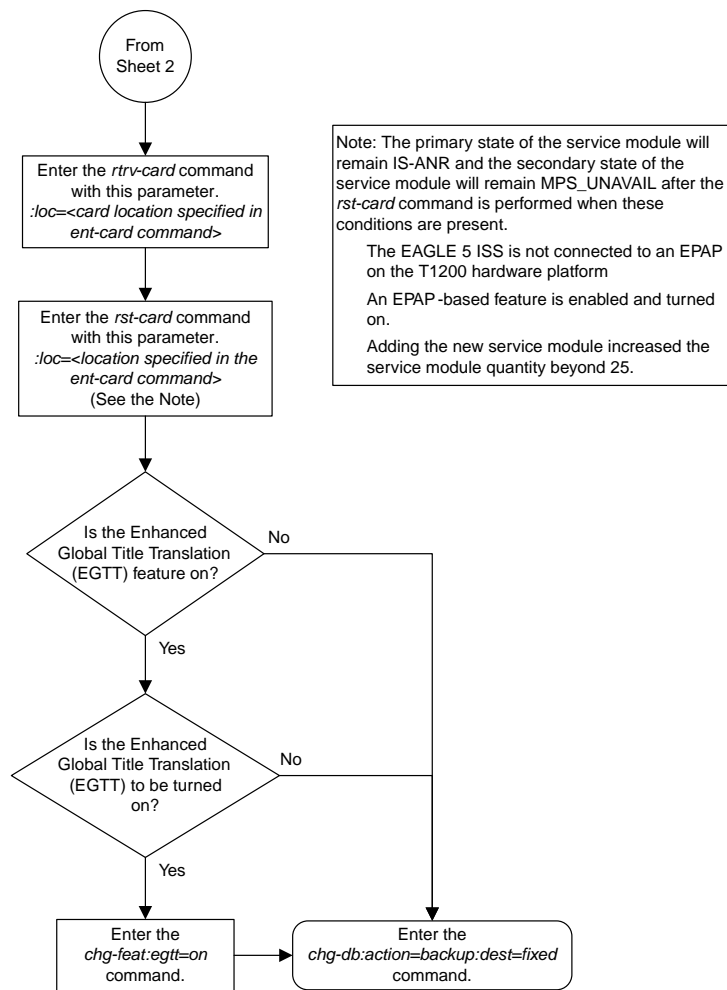 From
Sheet 2
Enter the rtrv-card command
with this parameter.
:loc=<card location specified in
ent-card command>
Enter the rst-card command
with this parameter.
:loc=<location specified in the
ent-card command>
(See the Note)
Note: The primary state of the service module will
remain IS-ANR and the secondary state of the
service module will remain MPS_UNAVAIL after the
rst-card command is performed when these
conditions are present.
The EAGLE 5 ISS is not connected to an EPAP
on the T1200 hardware platform
An EPAP-based feature is enabled and turned
on.
Adding the new service module increased the
service module quantity beyond 25.
Is the Enhanced
Global Title Translation
(EGTT) feature on?
No
Yes
Is the Enhanced
Global Title Translation
(EGTT) to be turned
on?
No
Yes
Enter the
chg-feat:egtt=on
command.
Enter the
chg-db:action=backup:dest=fixed
command.